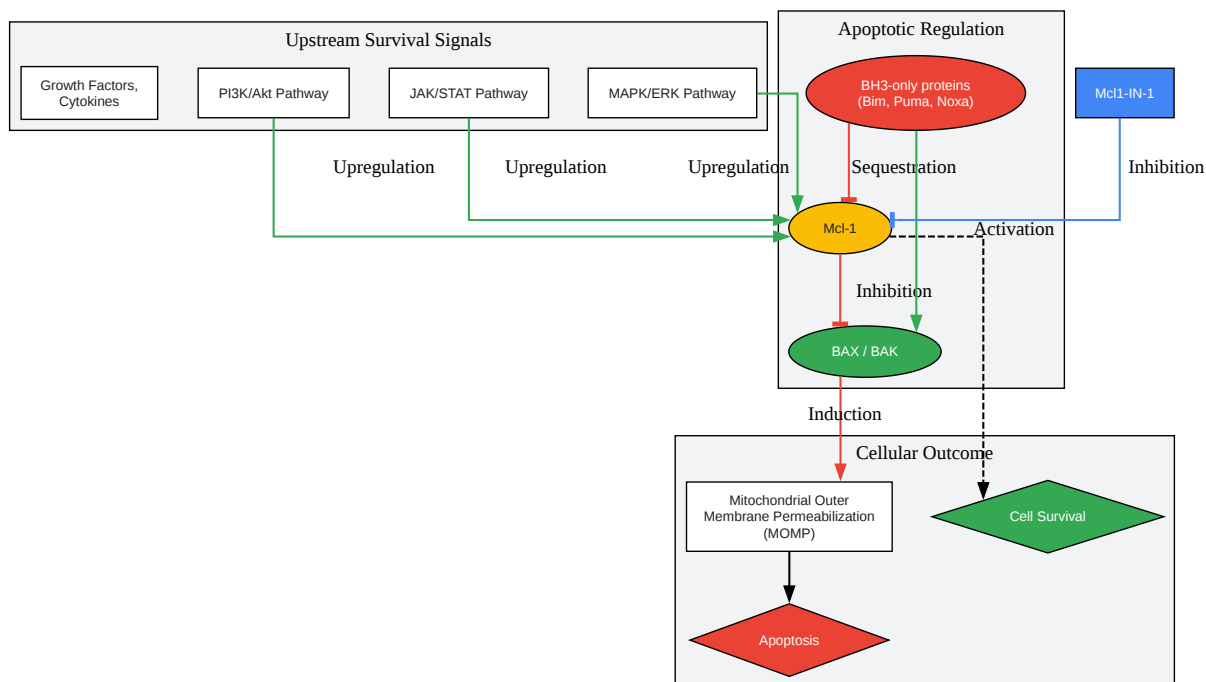 Upstream Survival Signals
Apoptotic Regulation
Growth Factors,
Cytokines
PI3K/Akt Pathway
JAK/STAT Pathway
MAPK/ERK Pathway
BH3-only proteins
(Bim, Puma, Noxa)
Mcl1-IN-1
Upregulation
Upregulation
Upregulation
Sequestration
Inhibition
Mcl-1
Activation
Inhibition
BAX / BAK
Induction
Cellular Outcome
Mitochondrial Outer
Membrane Permeabilization
(MOMP)
Cell Survival
Apoptosis